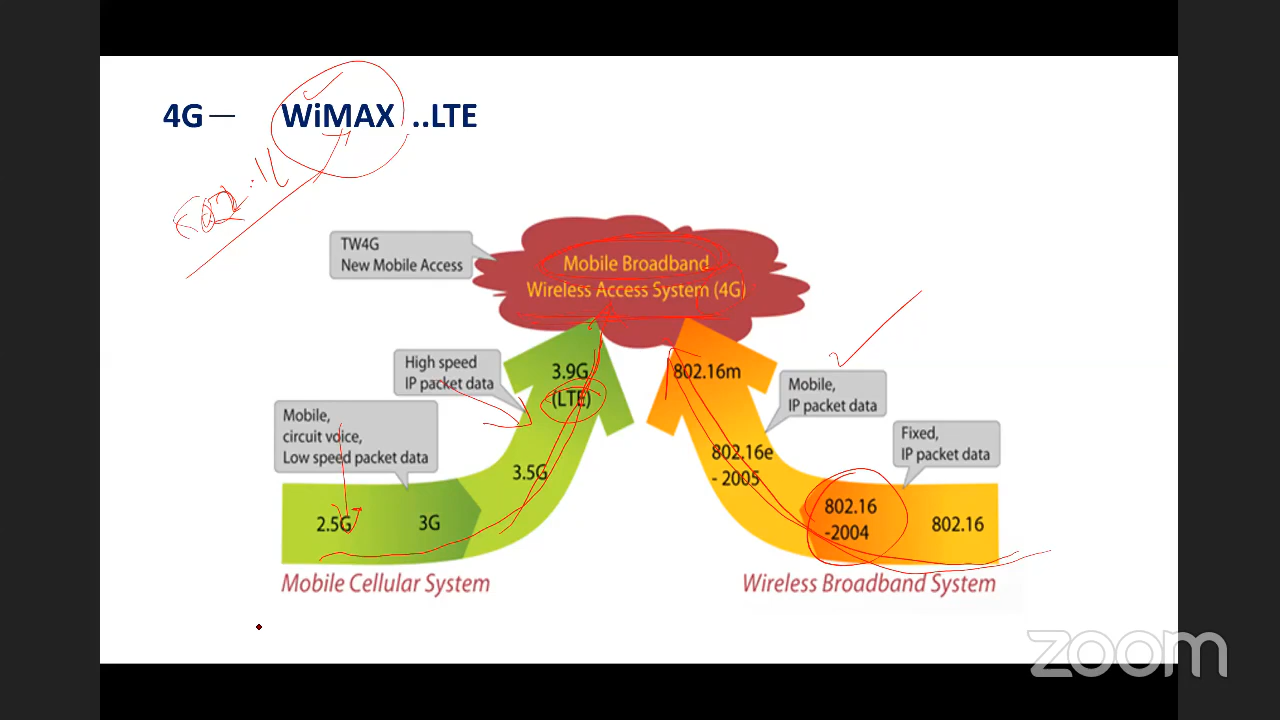 4G — WiMAX ..LTE
802.16
TW4G
New Mobile Access
Mobile Broadband
Wireless Access System (4G)
High speed
IP packet data
3.9G
(LTE)
802.16m
Mobile,
IP packet data
Mobile,
circuit voice,
Low speed packet data
Fixed,
IP packet data
3.5G
802.16e
- 2005
2.5G
3G
802.16
-2004
802.16
Mobile Cellular System
Wireless Broadband System
zoom